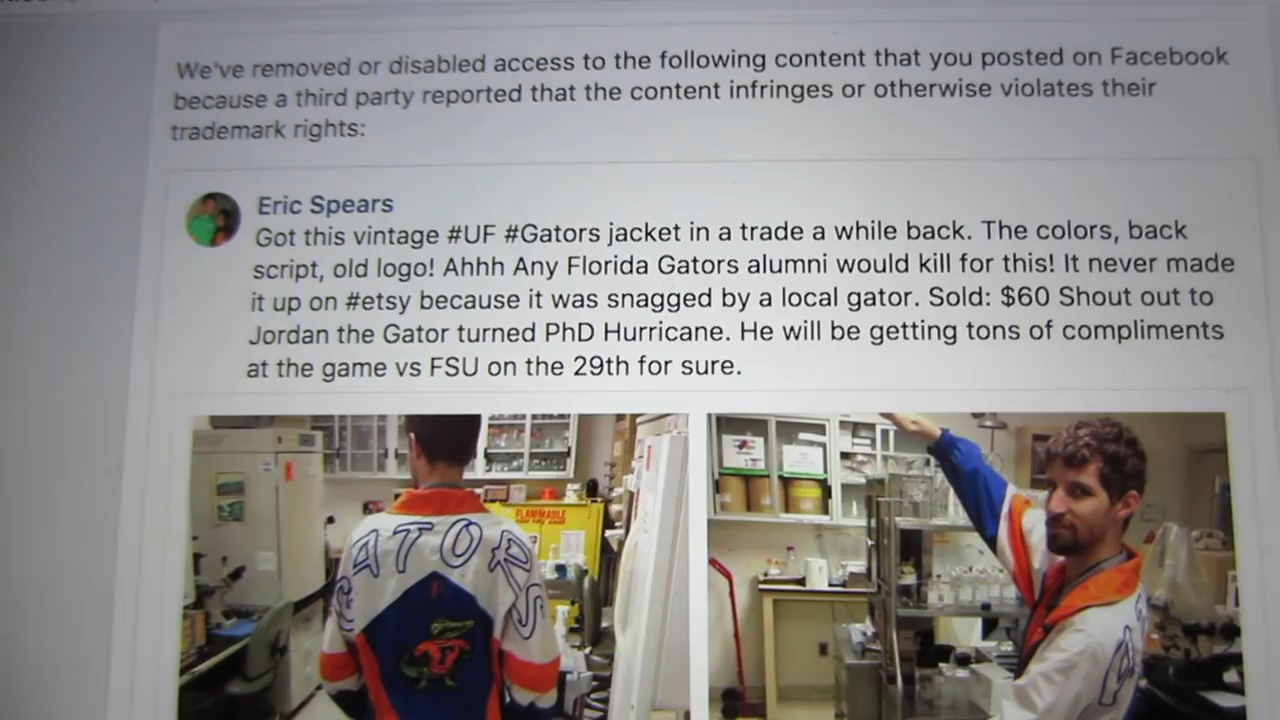 We've removed or disabled access to the following content that you posted on Facebook
because a third party reported that the content infringes or otherwise violates their
trademark rights:
Eric Spears
Got this vintage #UF #Gators jacket in a trade a while back. The colors, back
script, old logo! Ahhh Any Florida Gators alumni would kill for this! It never made
it up on #etsy because it was snagged by a local gator. Sold: $60 Shout out to
Jordan the Gator turned PhD Hurricane. He will be getting tons of compliments
at the game vs FSU on the 29th for sure.
FLAMMABLE
GATORS
F